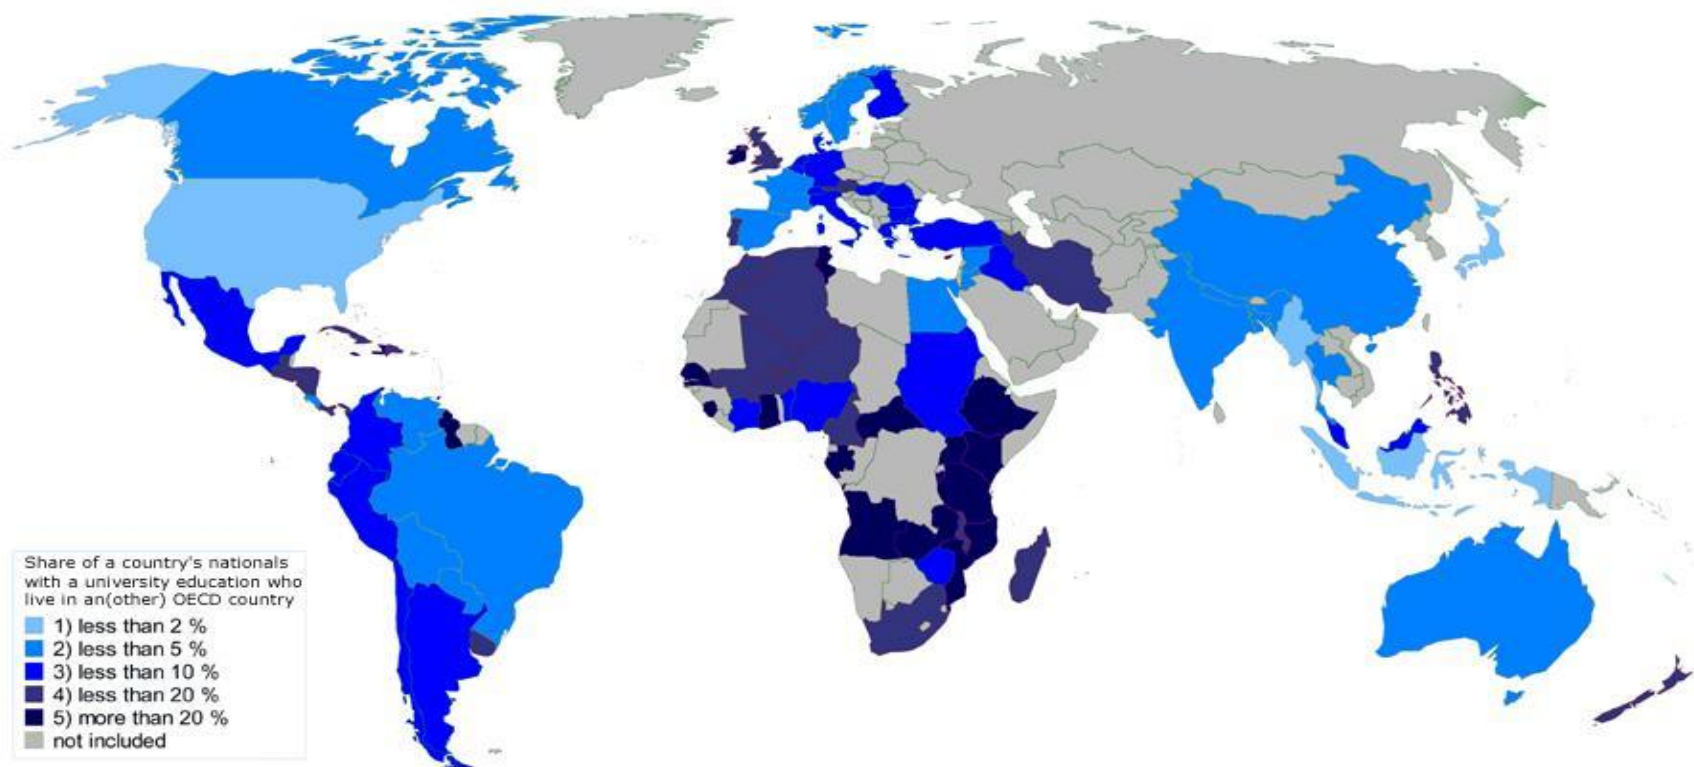 Share of a country's nationals
with a university education who
live in an(other) OECD country
1) less than 2 %
2) less than 5 %
3) less than 10 %
4) less than 20 %
5) more than 20 %
not included